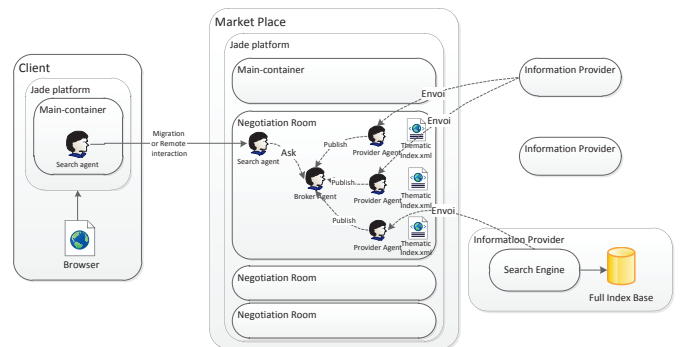 Market Place
Jade platform
Main-container
Client
Jade platform
Main-container
Search agent
Browser
Migration
or Remote
interaction
Negotiation Room
Search agent
Ask
Broker Agent
Publish
Publish
Publish
Provider Agent
Thematic
Index.xml
Provider Agent
Thematic
Index.xml
Provider Agent
Thematic
Index.xml
Negotiation Room
Negotiation Room
Envoi
Envoi
Envoi
Information Provider
Information Provider
Information Provider
Search Engine
Full Index Base